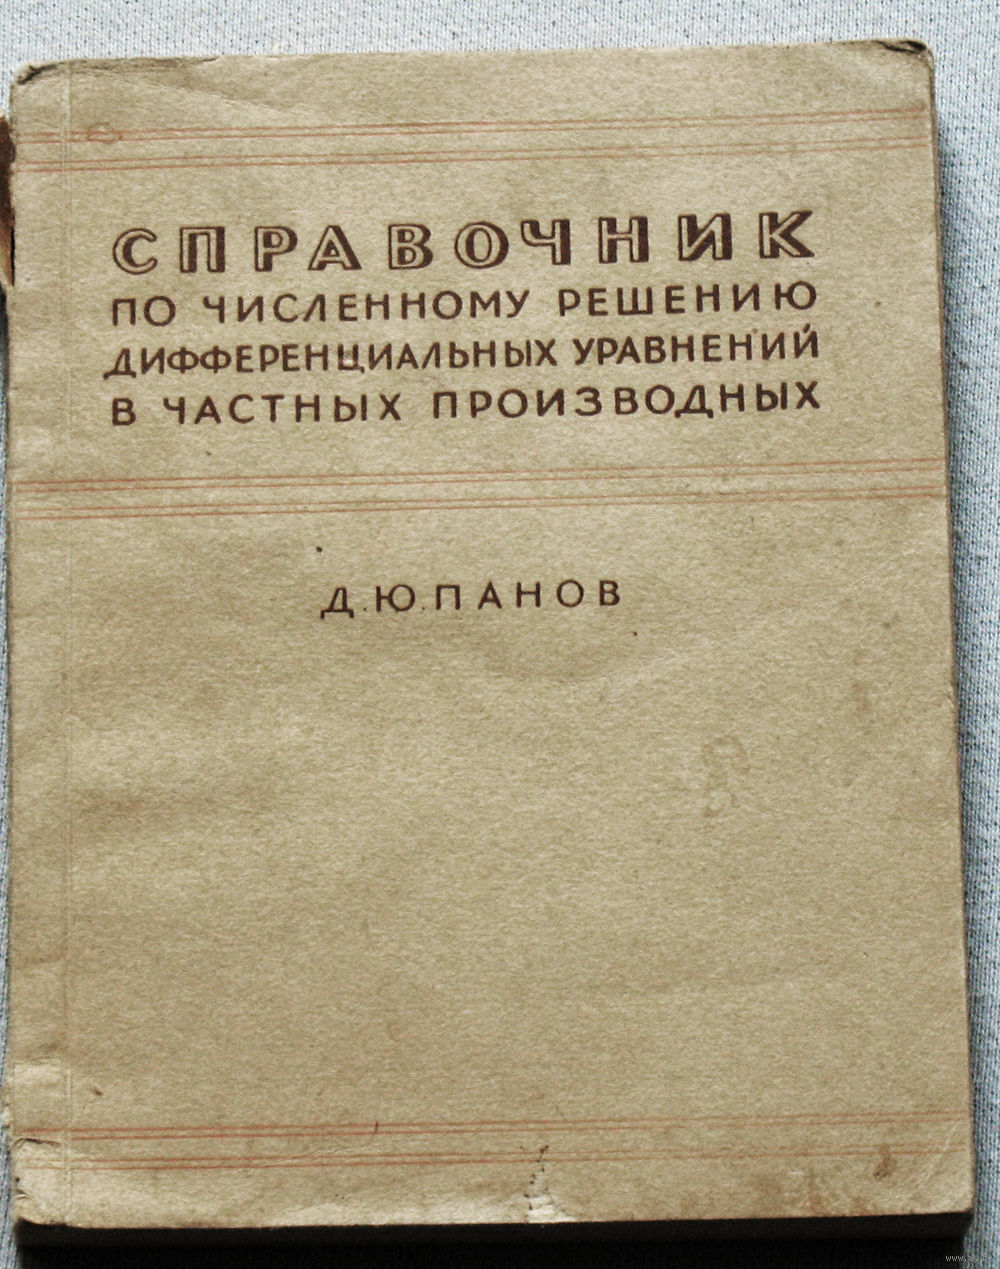 СПРАВОЧНИК
ПО ЧИСЛЕННОМУ РЕШЕНИЮ
ДИФФЕРЕНЦИАЛЬНЫХ УРАВНЕНИЙ
В ЧАСТНЫХ ПРОИЗВОДНЫХ
Д.Ю.ПАНОВ